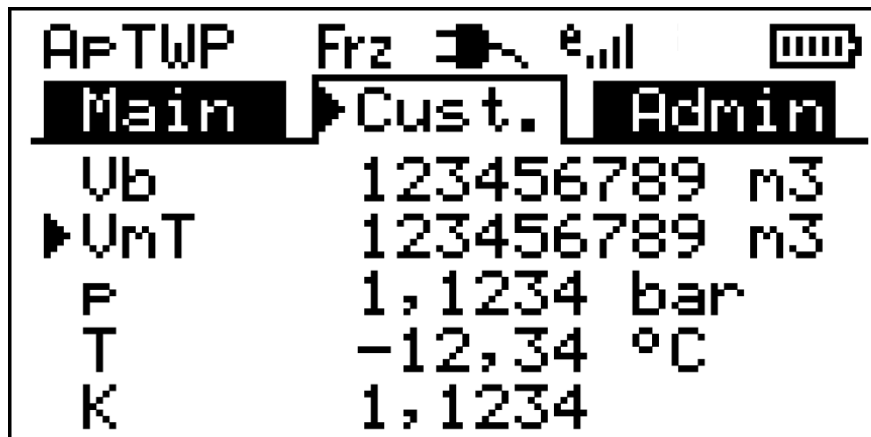 ApTWP Frz e
Main Cust. Admin
Vb 123456789 m3
VmT 123456789 m3
p 1,1234 bar
T -12,34 °C
K 1,1234